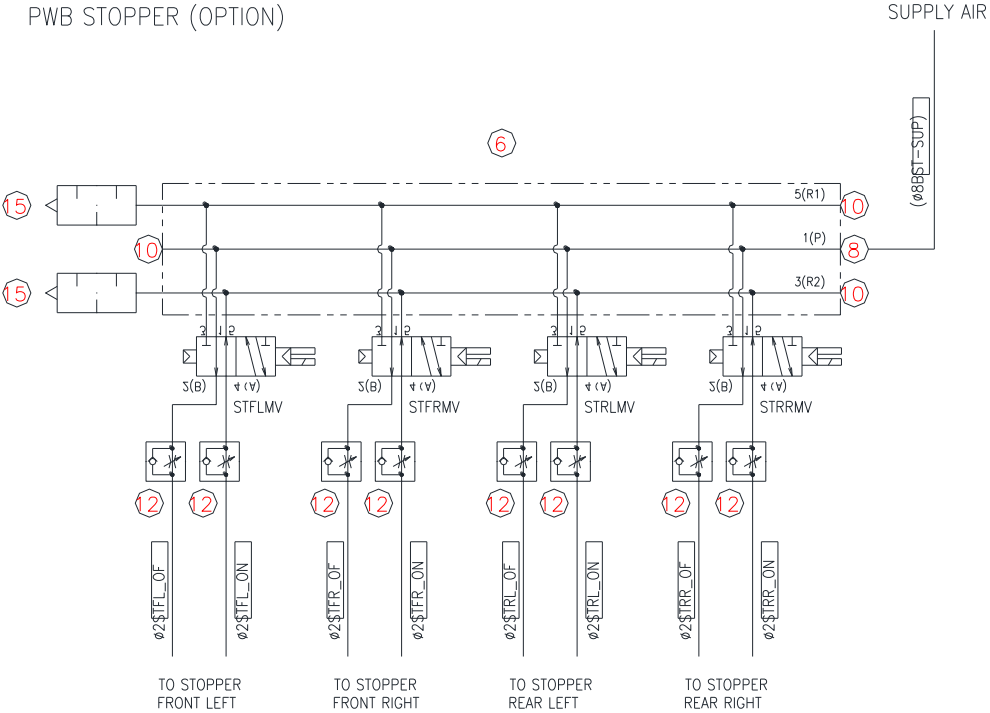 PWB STOPPER (OPTION)
SUPPLY AIR
(ø8BST-SUP)
6
15
5(R1)
10
10
1(P)
8
15
3(R2)
10
3 1 5
3 1 5
3 1 5
3 1 5
2(B) 4(A)
2(B) 4(A)
2(B) 4(A)
2(B) 4(A)
STFLMV
STFRMV
STRLMV
STRRMV
12
12
12
12
12
12
12
12
ø2STFL_OF
ø2STFL_ON
ø2STFR_OF
ø2STFR_ON
ø2STRL_OF
ø2STRL_ON
ø2STRR_OF
ø2STRR_ON
TO STOPPER
FRONT LEFT
TO STOPPER
FRONT RIGHT
TO STOPPER
REAR LEFT
TO STOPPER
REAR RIGHT